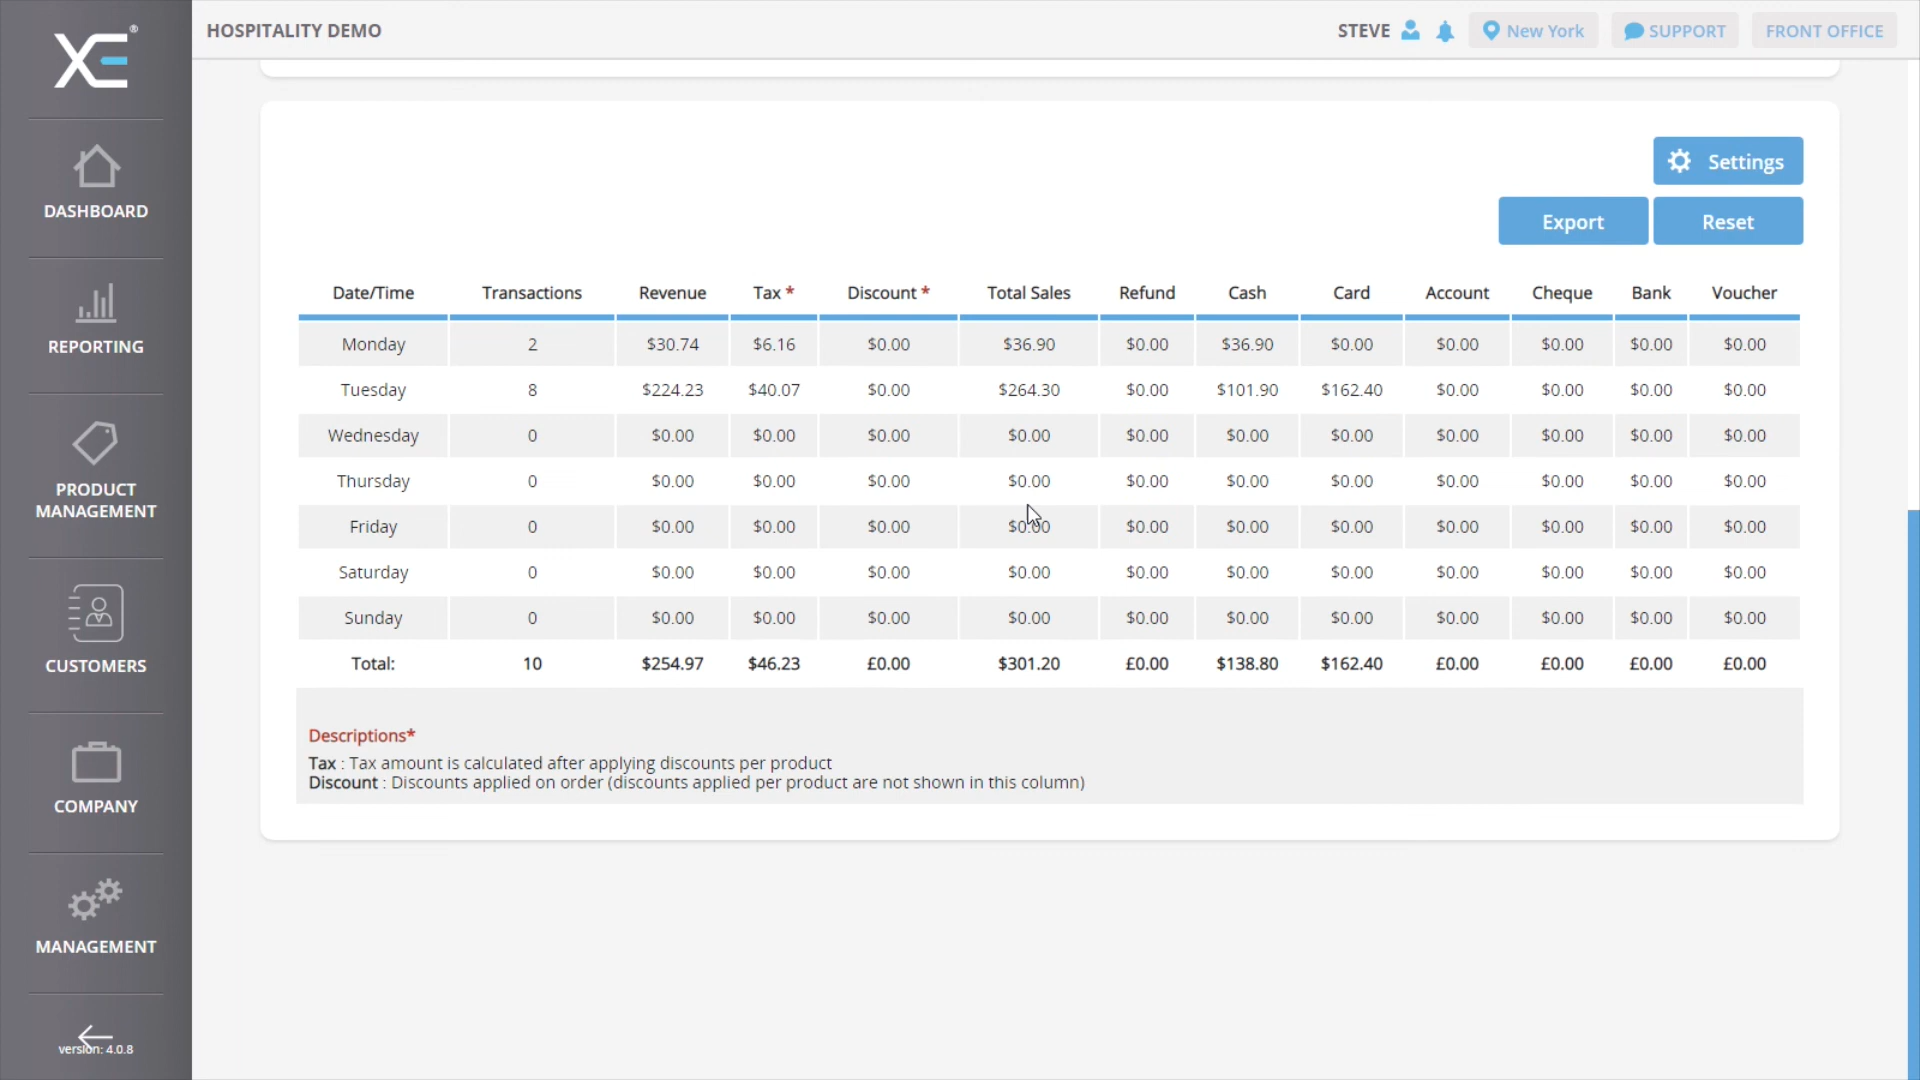 XE®
HOSPITALITY DEMO
STEVE New York SUPPORT FRONT OFFICE
DASHBOARD
REPORTING
PRODUCT
MANAGEMENT
CUSTOMERS
COMPANY
MANAGEMENT
version: 4.0.8
Settings
Export Reset
Date/Time Transactions Revenue Tax * Discount * Total Sales Refund Cash Card Account Cheque Bank Voucher
Monday 2 $30.74 $6.16 $0.00 $36.90 $0.00 $36.90 $0.00 $0.00 $0.00 $0.00 $0.00
Tuesday 8 $224.23 $40.07 $0.00 $264.30 $0.00 $101.90 $162.40 $0.00 $0.00 $0.00 $0.00
Wednesday 0 $0.00 $0.00 $0.00 $0.00 $0.00 $0.00 $0.00 $0.00 $0.00 $0.00 $0.00
Thursday 0 $0.00 $0.00 $0.00 $0.00 $0.00 $0.00 $0.00 $0.00 $0.00 $0.00 $0.00
Friday 0 $0.00 $0.00 $0.00 $0.00 $0.00 $0.00 $0.00 $0.00 $0.00 $0.00 $0.00
Saturday 0 $0.00 $0.00 $0.00 $0.00 $0.00 $0.00 $0.00 $0.00 $0.00 $0.00 $0.00
Sunday 0 $0.00 $0.00 $0.00 $0.00 $0.00 $0.00 $0.00 $0.00 $0.00 $0.00 $0.00
Total: 10 $254.97 $46.23 £0.00 $301.20 £0.00 $138.80 $162.40 £0.00 £0.00 £0.00 £0.00
Descriptions*
Tax : Tax amount is calculated after applying discounts per product
Discount : Discounts applied on order (discounts applied per product are not shown in this column)